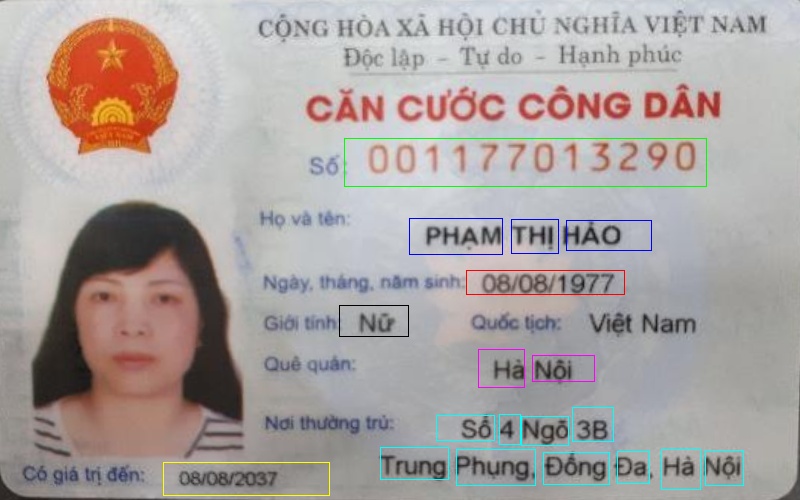 CỘNG HÒA XÃ HỘI CHỦ NGHĨA VIỆT NAM
Độc lập - Tự do - Hạnh phúc
CĂN CƯỚC CÔNG DÂN
Số: 001177013290
Họ và tên:
PHẠM THỊ HẢO
Ngày, tháng, năm sinh: 08/08/1977
Giới tính: Nữ Quốc tịch: Việt Nam
Quê quán:
Hà Nội
Nơi thường trú:
Số 4 Ngõ 3B
Trung Phụng, Đống Đa, Hà Nội
Có giá trị đến: 08/08/2037